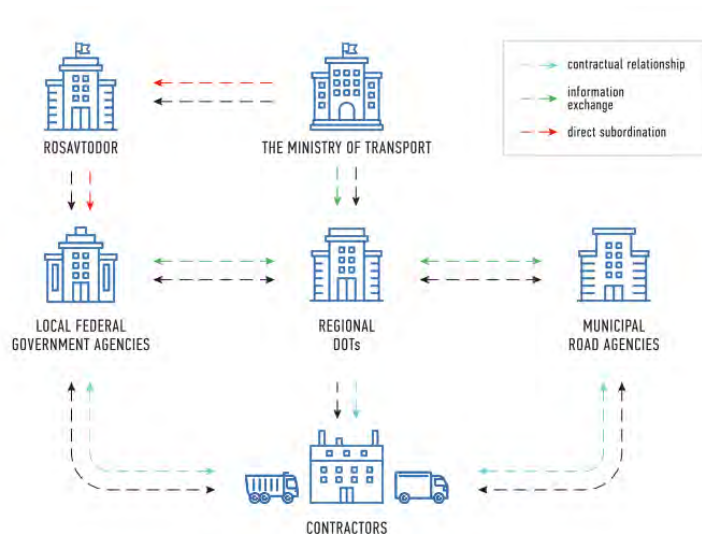 contractual relationship
information
exchange
direct subordination
ROSAVTODOR
THE MINISTRY OF TRANSPORT
LOCAL FEDERAL
GOVERNMENT AGENCIES
REGIONAL
DOTs
MUNICIPAL
ROAD AGENCIES
CONTRACTORS